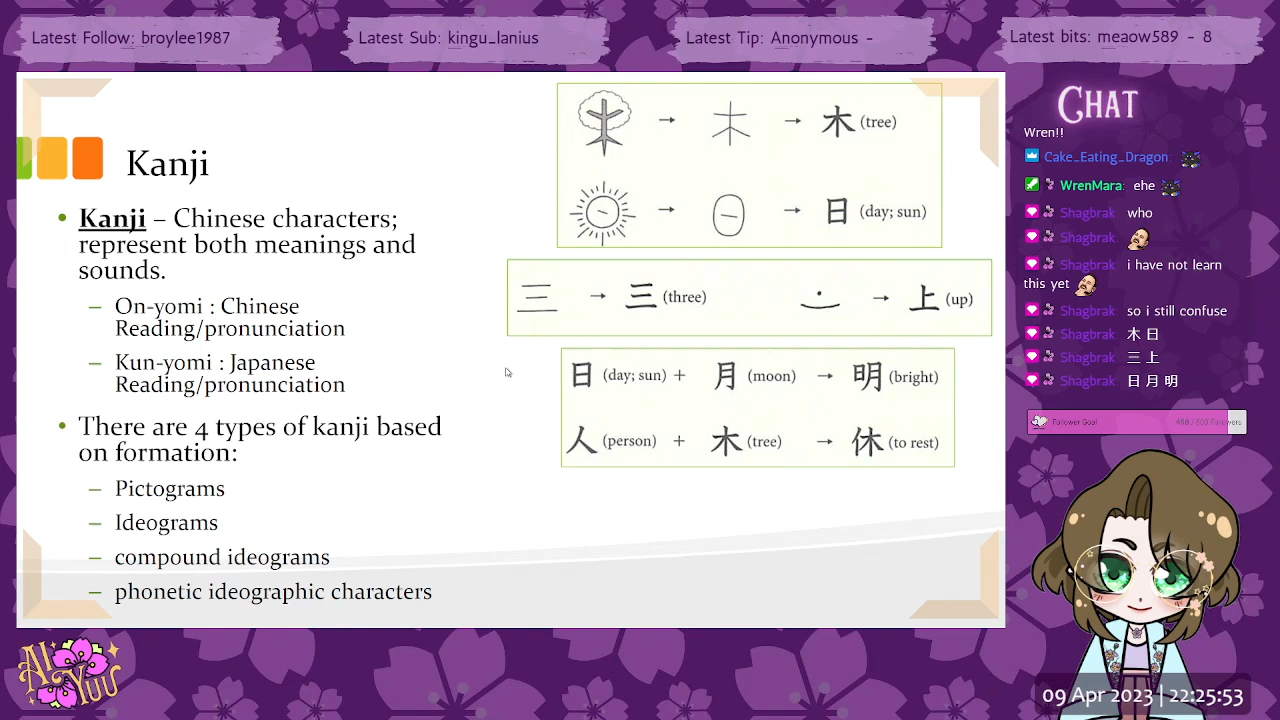 Latest Follow: broylee1987
Latest Sub: kingu_lanius
Latest Tip: Anonymous -
Latest bits: meaow589 - 8
Kanji
• Kanji – Chinese characters;
represent both meanings and
sounds.
– On-yomi : Chinese
Reading/pronunciation
– Kun-yomi : Japanese
Reading/pronunciation
• There are 4 types of kanji based
on formation:
– Pictograms
– Ideograms
– compound ideograms
– phonetic ideographic characters
→ → 木 (tree)
→ → 日 (day; sun)
三 → 三 (three) → 上 (up)
日 (day; sun) + 月 (moon) → 明 (bright)
人 (person) + 木 (tree) → 休 (to rest)
CHAT
Wren!!
Cake_Eating_Dragon:
WrenMara: ehe
Shagbrak: who
Shagbrak:
Shagbrak: i have not learn
this yet
Shagbrak: so i still confuse
Shagbrak: 木 日
Shagbrak: 三 上
Shagbrak: 日 月 明
Follower Goal
AI YUU
09 Apr 2023 | 22:25:53